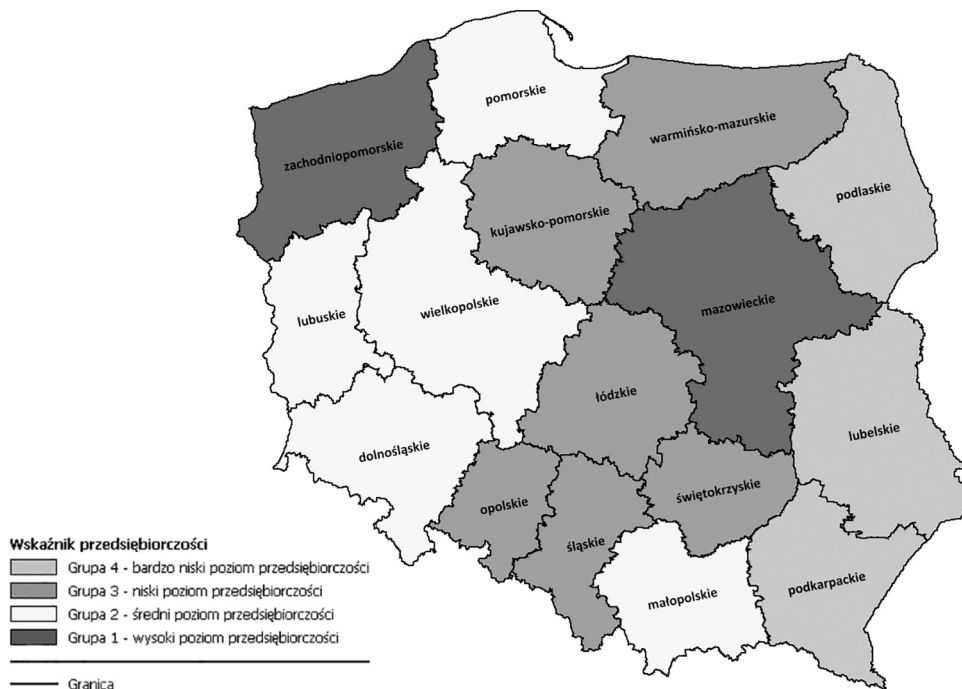 pomorskie
warmińsko-mazurskie
zachodniopomorskie
podlaskie
kujawsko-pomorskie
mazowieckie
wielkopolskie
lubuskie
łódzkie
lubelskie
dolnośląskie
świętokrzyskie
opolskie
śląskie
podkarpackie
małopolskie
Wskaźnik przedsiębiorczości
Grupa 4 - bardzo niski poziom przedsiębiorczości
Grupa 3 - niski poziom przedsiębiorczości
Grupa 2 - średni poziom przedsiębiorczości
Grupa 1 - wysoki poziom przedsiębiorczości
Granica